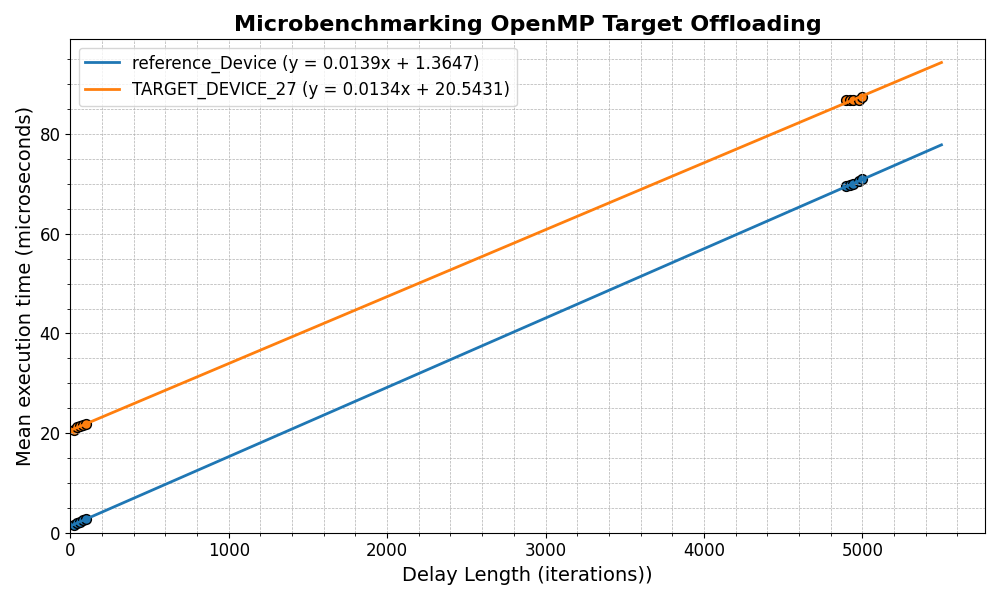 Microbenchmarking OpenMP Target Offloading
reference_Device (y = 0.0139x + 1.3647)
TARGET_DEVICE_27 (y = 0.0134x + 20.5431)
Mean execution time (microseconds)
80
60
40
20
0
0 1000 2000 3000 4000 5000
Delay Length (iterations))